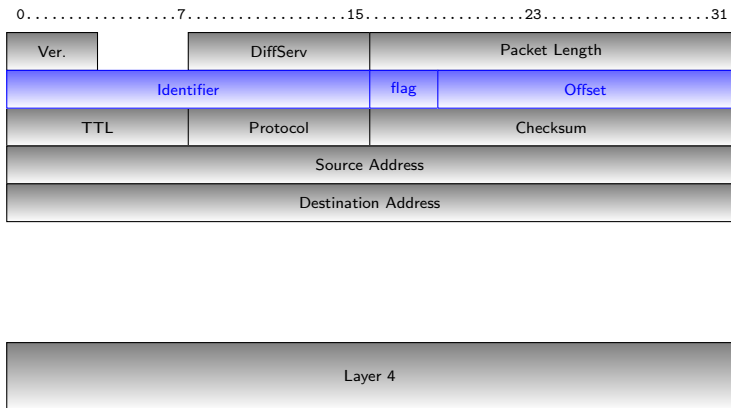 0.................7.................15.................23....................31
Ver. DiffServ Packet Length
Identifier flag Offset
TTL Protocol Checksum
Source Address
Destination Address
Layer 4